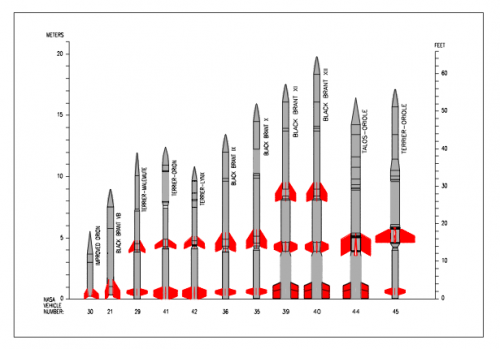 METERS
FEET
20
15
10
5
0
60
50
40
30
20
10
0
IMPROVED ORION
BLACK BRANT VB
TERRIER-MALEMUTE
TERRIER-ORION
TERRIER-LYNX
BLACK BRANT IX
BLACK BRANT X
BLACK BRANT XI
BLACK BRANT XII
TALOS-ORIOLE
TERRIER-ORIOLE
NASA
VEHICLE
NUMBER: 30 21 29 41 42 36 35 39 40 44 45